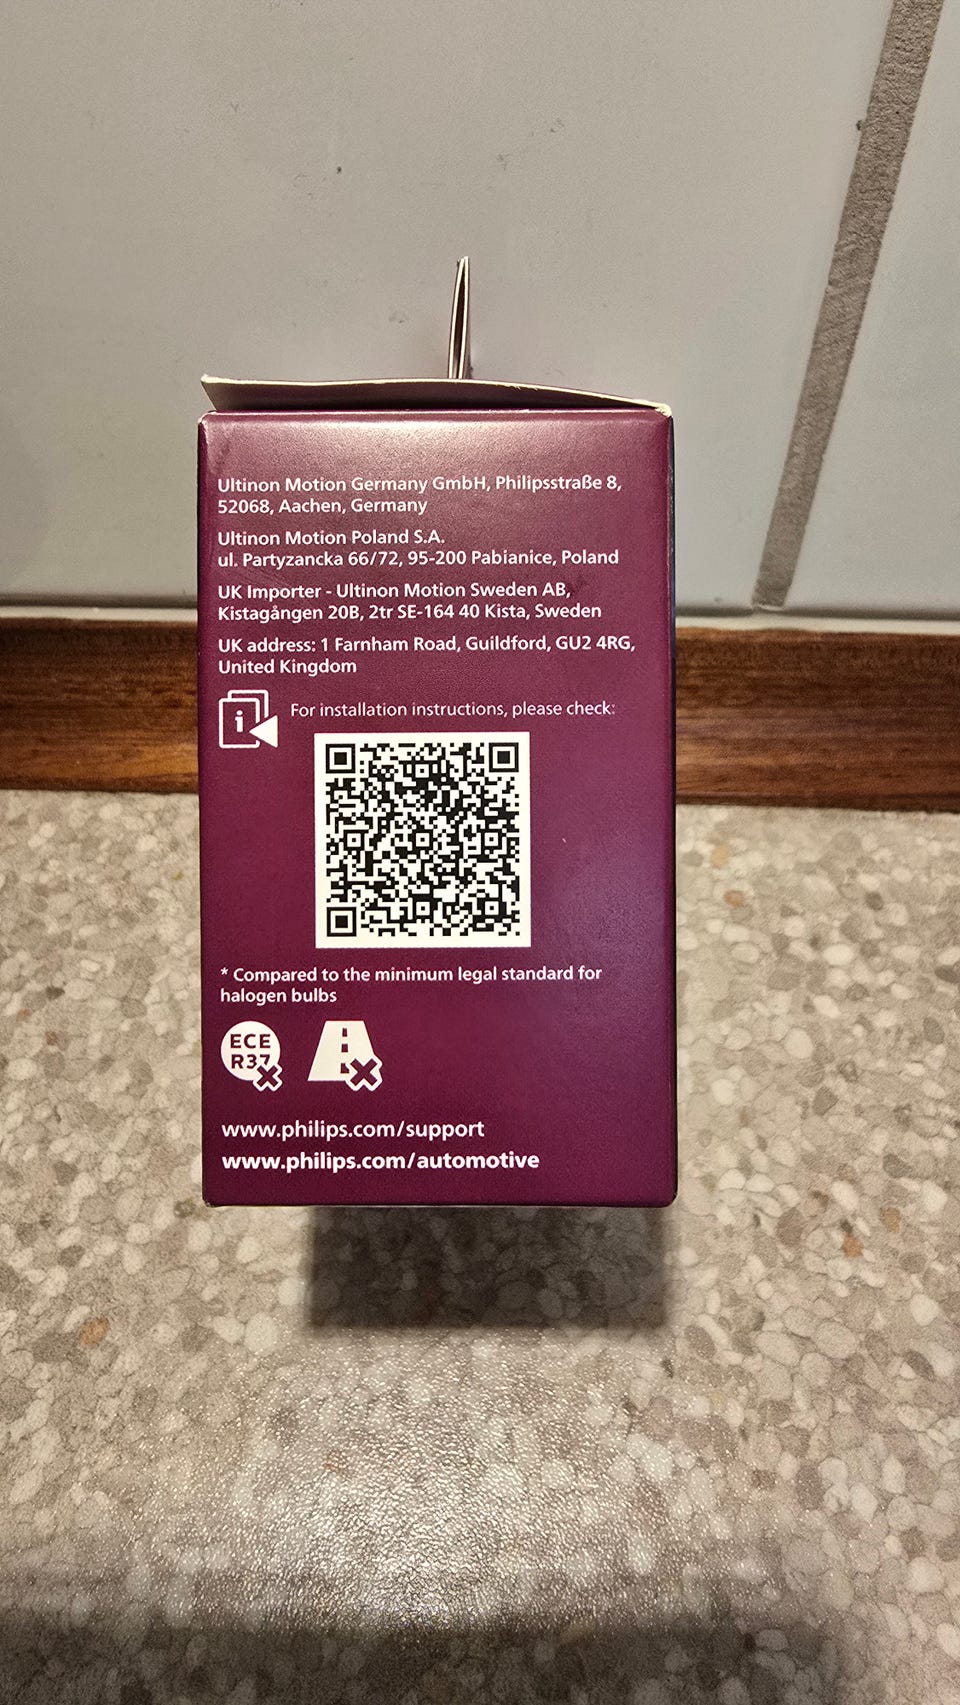 Ultinon Motion Germany GmbH, Philipsstraße 8,
52068, Aachen, Germany
Ultinon Motion Poland S.A.
ul. Partyzancka 66/72, 95-200 Pabianice, Poland
UK Importer - Ultinon Motion Sweden AB,
Kistagången 20B, 2tr SE-164 40 Kista, Sweden
UK address: 1 Farnham Road, Guildford, GU2 4RG,
United Kingdom
i For installation instructions, please check:
* Compared to the minimum legal standard for
halogen bulbs
ECE
R37
www.philips.com/support
www.philips.com/automotive